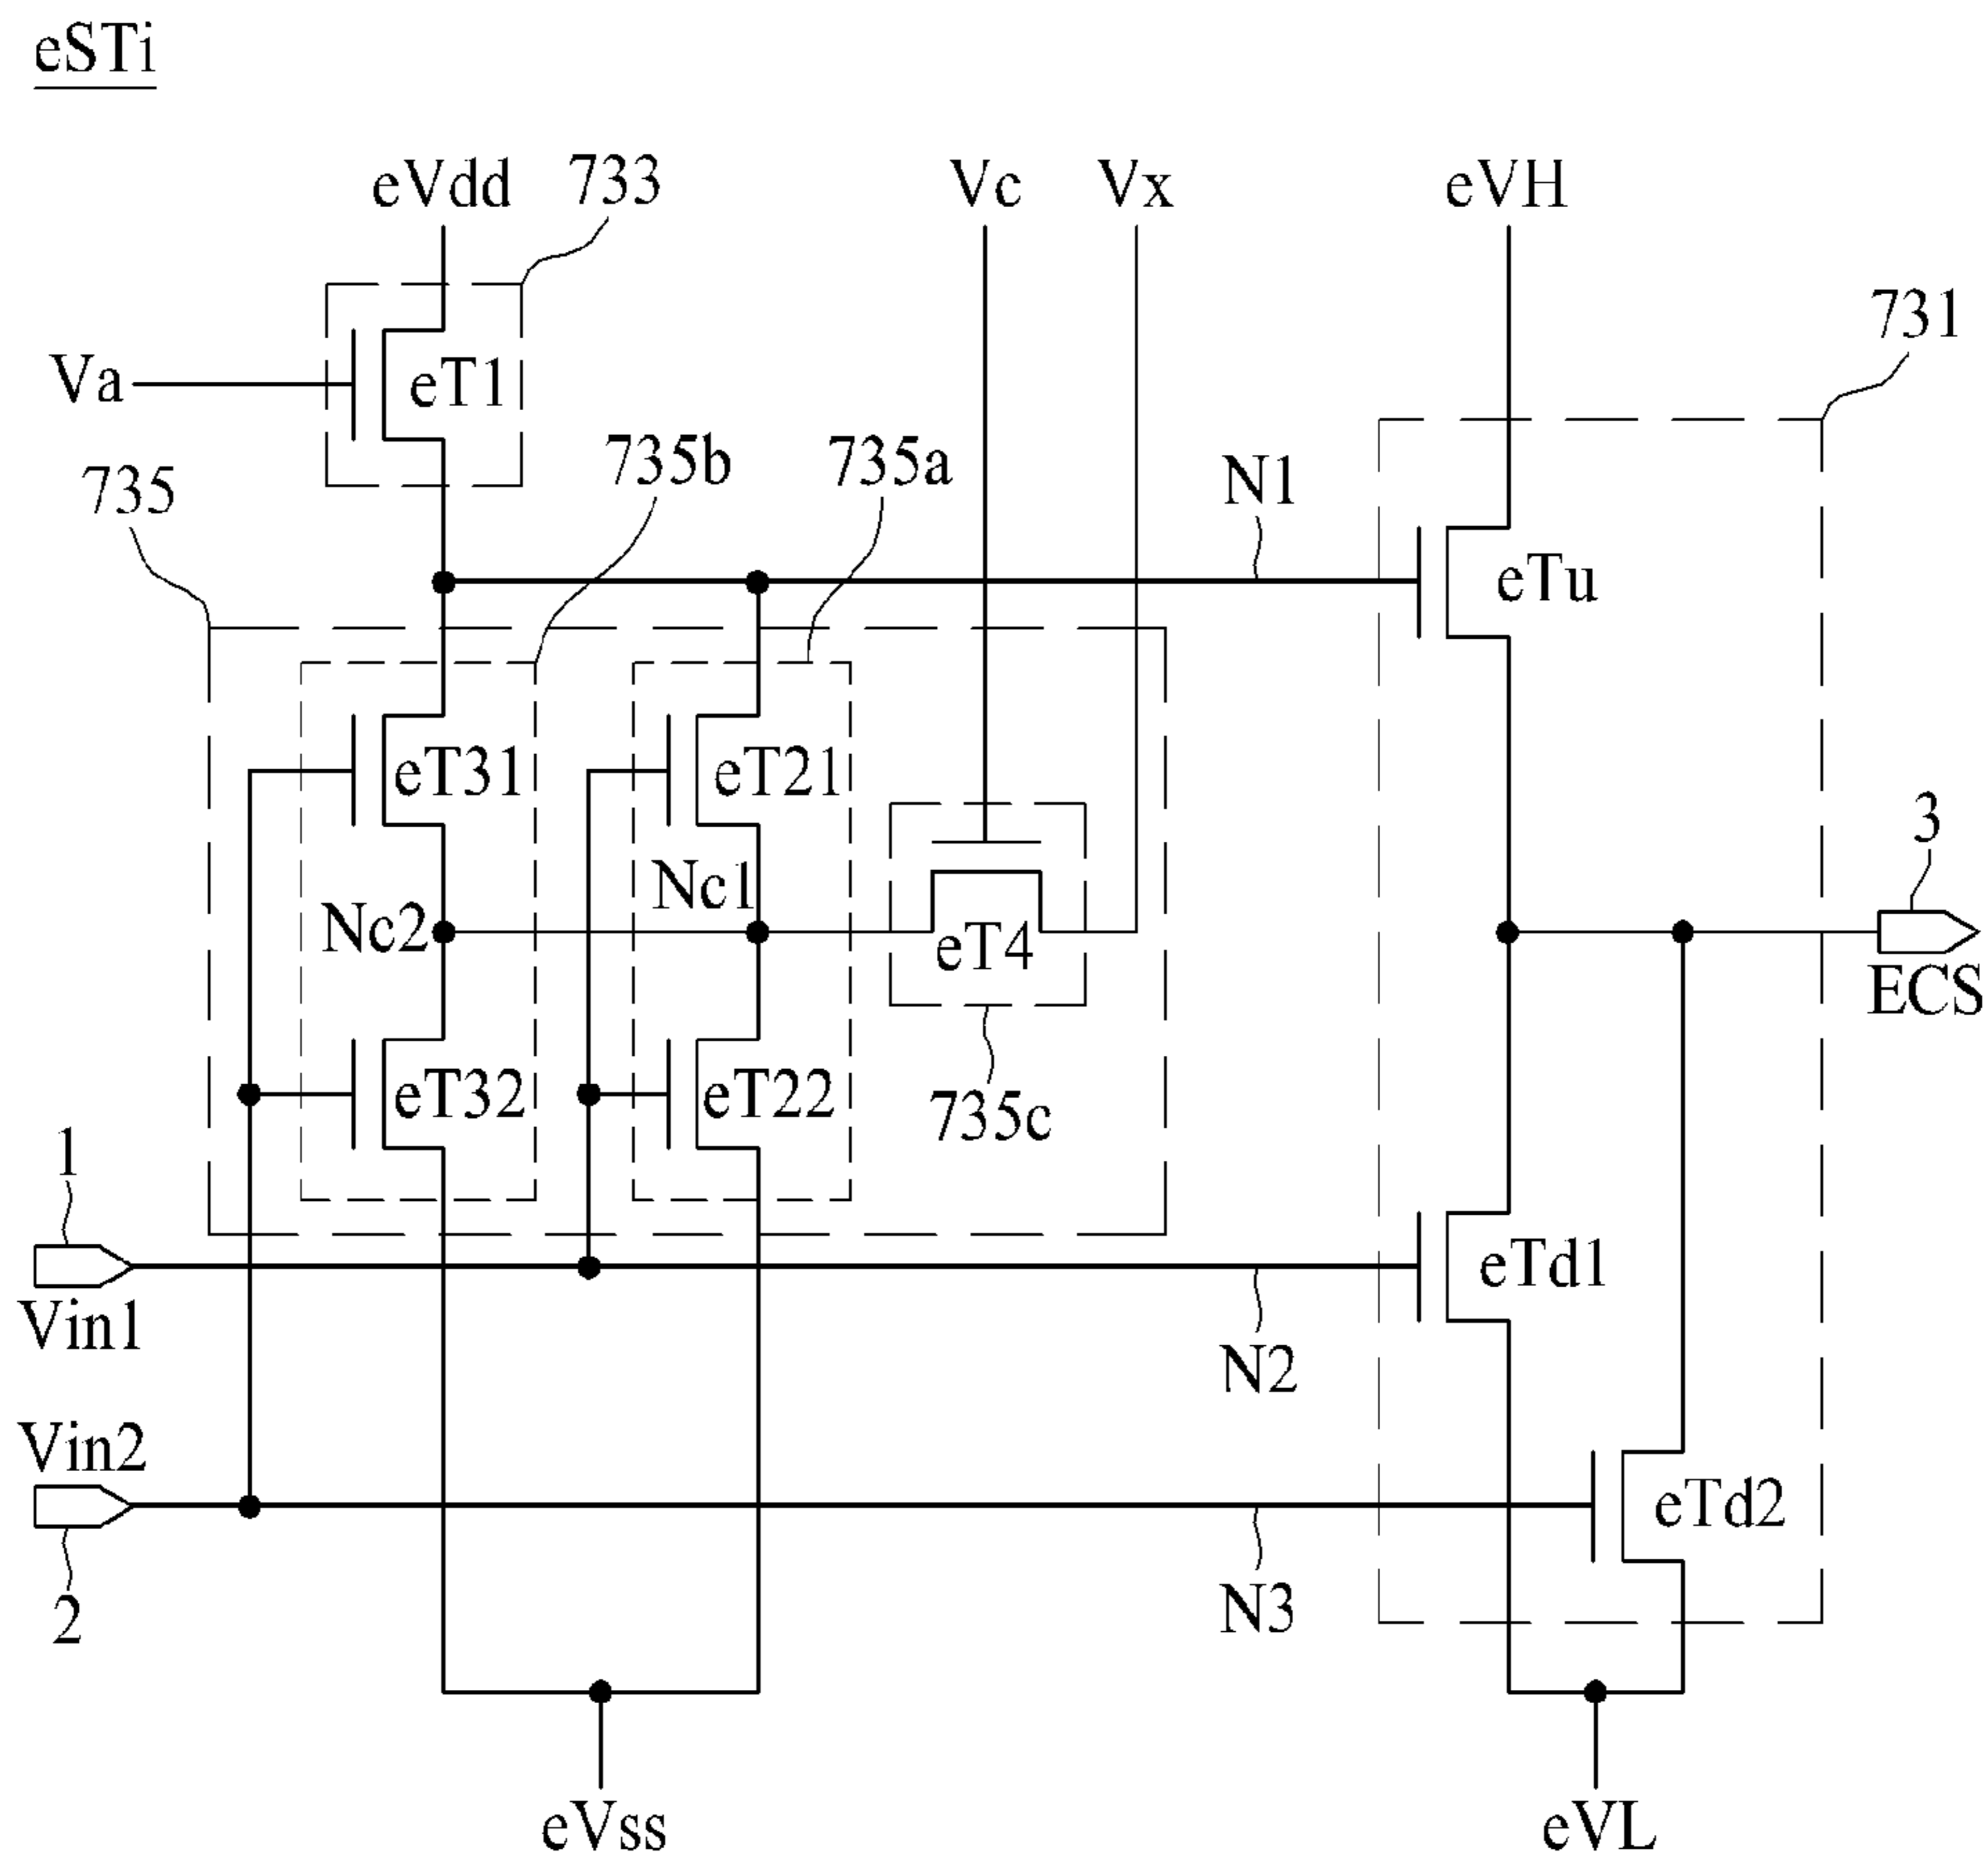 eSTi
eVdd
733
Vc
Vx
eVH
731
Va
eT1
735
735b
735a
N1
eTu
eT31
eT21
Nc2
Nc1
eT4
3
ECS
eT32
eT22
735c
1
Vin1
eTd1
N2
Vin2
2
eTd2
N3
eVss
eVL